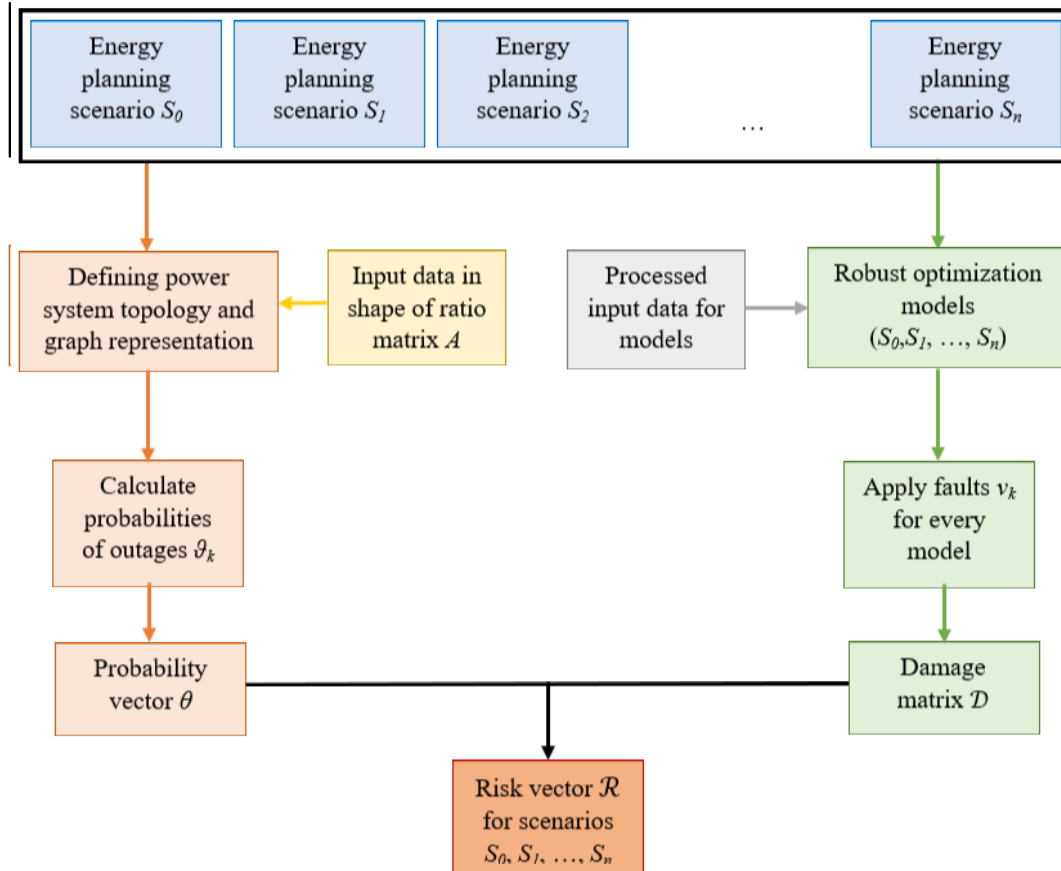 Energy
planning
scenario S₀
Energy
planning
scenario S₁
Energy
planning
scenario S₂
...
Energy
planning
scenario Sₙ
Defining power
system topology and
graph representation
Input data in
shape of ratio
matrix A
Processed
input data for
models
Robust optimization
models
(S₀,S₁, …, Sₙ)
Calculate
probabilities
of outages ϑₖ
Apply faults vₖ
for every
model
Probability
vector θ
Damage
matrix 𝒟
Risk vector ℛ
for scenarios
S₀, S₁, …, Sₙ